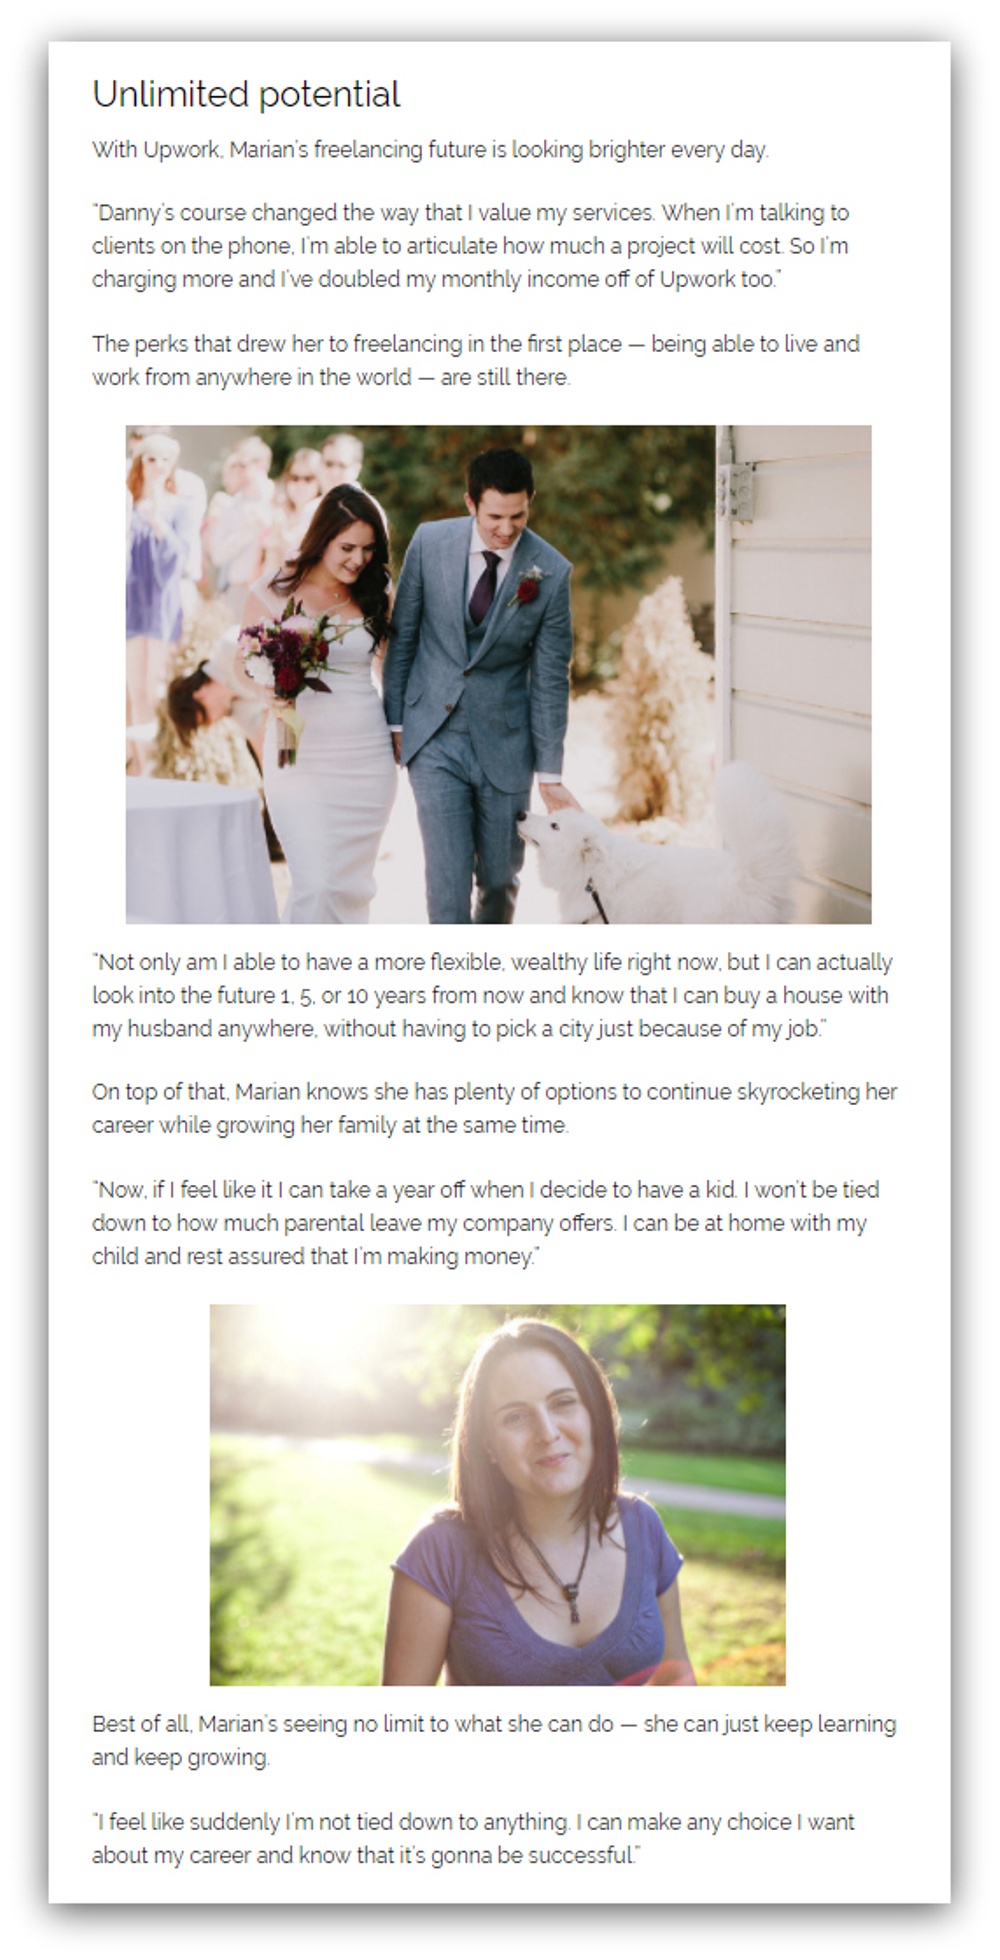 Unlimited potential
With Upwork, Marian's freelancing future is looking brighter every day.
"Danny's course changed the way that I value my services. When I'm talking to
clients on the phone, I'm able to articulate how much a project will cost. So I'm
charging more and I've doubled my monthly income off of Upwork too."
The perks that drew her to freelancing in the first place — being able to live and
work from anywhere in the world — are still there.
"Not only am I able to have a more flexible, wealthy life right now, but I can actually
look into the future 1, 5, or 10 years from now and know that I can buy a house with
my husband anywhere, without having to pick a city just because of my job."
On top of that, Marian knows she has plenty of options to continue skyrocketing her
career while growing her family at the same time.
"Now, if I feel like it I can take a year off when I decide to have a kid. I won't be tied
down to how much parental leave my company offers. I can be at home with my
child and rest assured that I'm making money."
Best of all, Marian's seeing no limit to what she can do — she can just keep learning
and keep growing.
"I feel like suddenly I'm not tied down to anything. I can make any choice I want
about my career and know that it's gonna be successful."